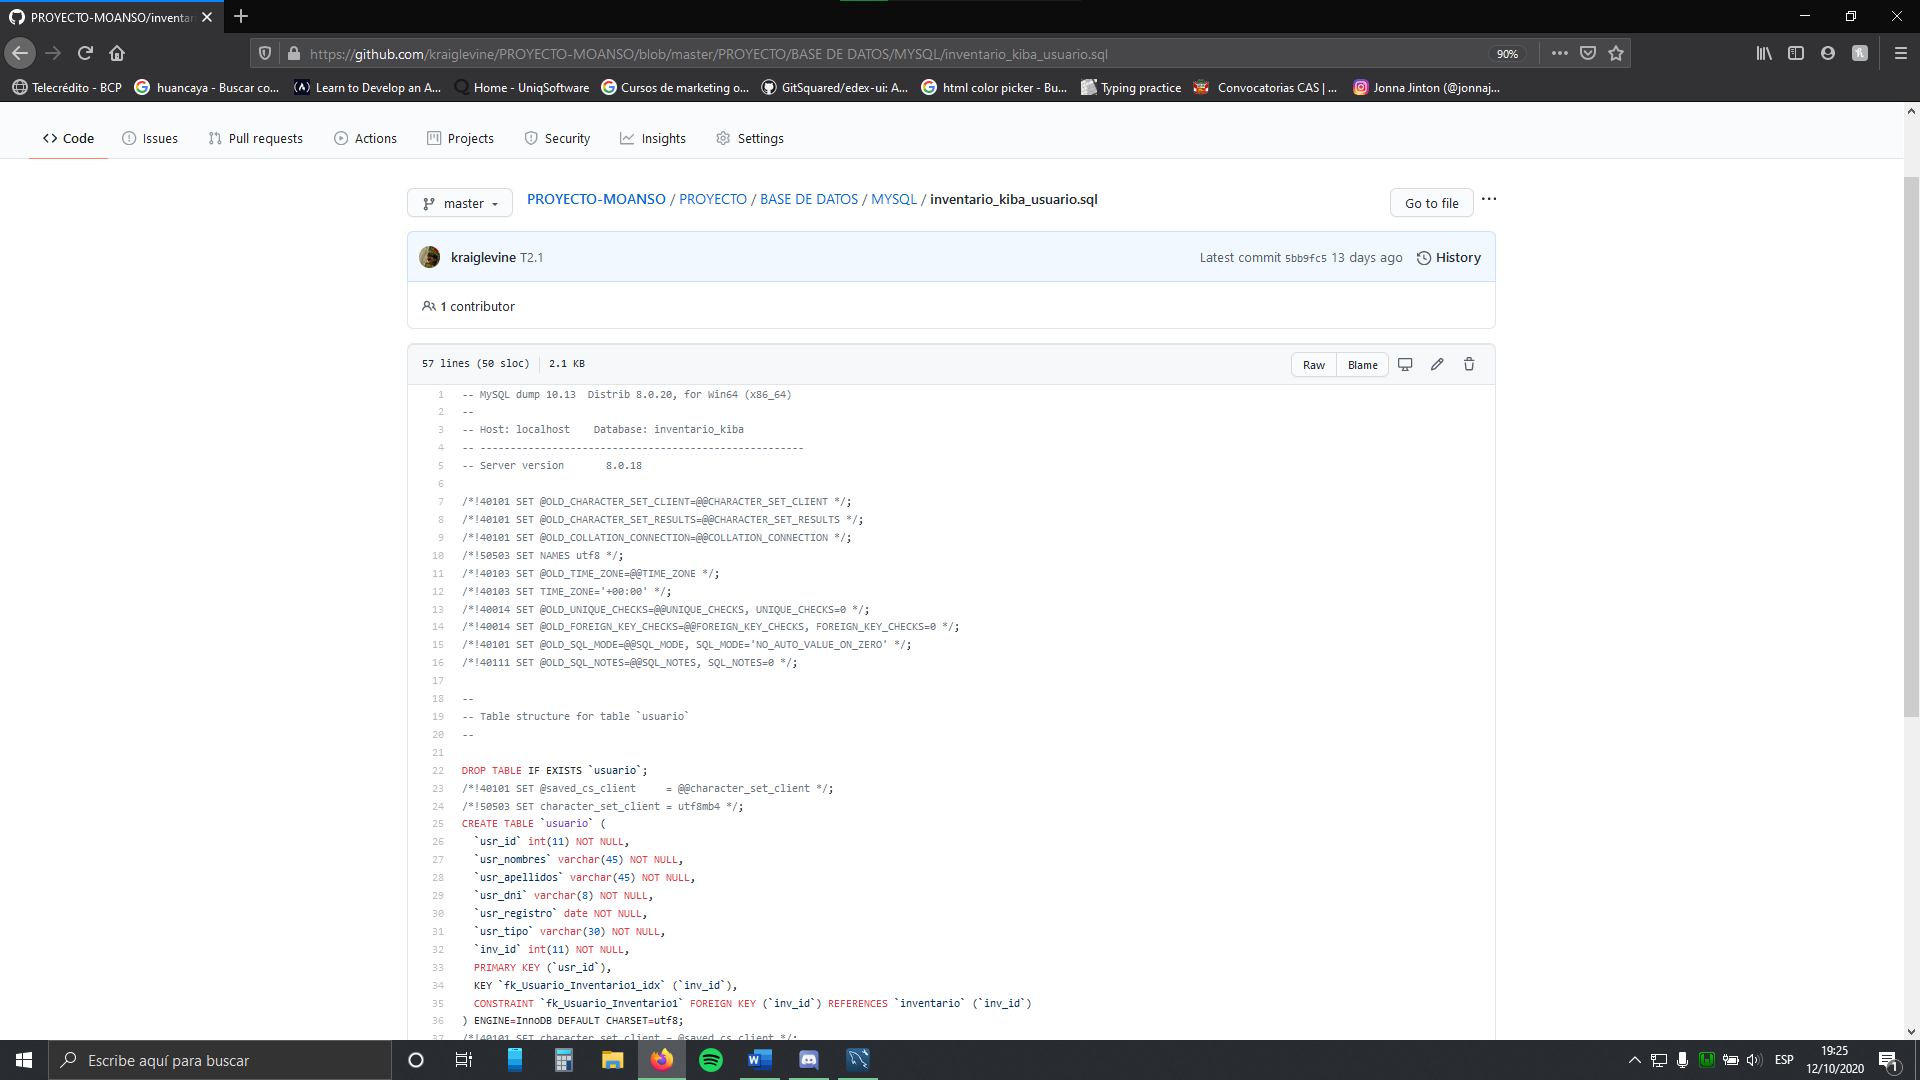 PROYECTO-MOANSO/inventar
https://github.com/kraiglevine/PROYECTO-MOANSO/blob/master/PROYECTO/BASE DE DATOS/MYSQL/inventario_kiba_usuario.sql
90%
Telecrédito - BCP
huancaya - Buscar co...
Learn to Develop an A...
Home - UniqSoftware
Cursos de marketing o...
GitSquared/edex-ui: A...
html color picker - Bu...
Typing practice
Convocatorias CAS | ...
Jonna Jinton (@jonnaj...
Code
Issues
Pull requests
Actions
Projects
Security
Insights
Settings
master
PROYECTO-MOANSO / PROYECTO / BASE DE DATOS / MYSQL / inventario_kiba_usuario.sql
Go to file
kraiglevine T2.1
Latest commit 5bb9fc5 13 days ago
History
1 contributor
57 lines (50 sloc)
2.1 KB
Raw
Blame
1 -- MySQL dump 10.13  Distrib 8.0.20, for Win64 (x86_64)
2 --
3 -- Host: localhost    Database: inventario_kiba
4 -- ------------------------------------------------------
5 -- Server version	8.0.18
6
7 /*!40101 SET @OLD_CHARACTER_SET_CLIENT=@@CHARACTER_SET_CLIENT */;
8 /*!40101 SET @OLD_CHARACTER_SET_RESULTS=@@CHARACTER_SET_RESULTS */;
9 /*!40101 SET @OLD_COLLATION_CONNECTION=@@COLLATION_CONNECTION */;
10 /*!50503 SET NAMES utf8 */;
11 /*!40103 SET @OLD_TIME_ZONE=@@TIME_ZONE */;
12 /*!40103 SET TIME_ZONE='+00:00' */;
13 /*!40014 SET @OLD_UNIQUE_CHECKS=@@UNIQUE_CHECKS, UNIQUE_CHECKS=0 */;
14 /*!40014 SET @OLD_FOREIGN_KEY_CHECKS=@@FOREIGN_KEY_CHECKS, FOREIGN_KEY_CHECKS=0 */;
15 /*!40101 SET @OLD_SQL_MODE=@@SQL_MODE, SQL_MODE='NO_AUTO_VALUE_ON_ZERO' */;
16 /*!40111 SET @OLD_SQL_NOTES=@@SQL_NOTES, SQL_NOTES=0 */;
17
18 --
19 -- Table structure for table `usuario`
20 --
21
22 DROP TABLE IF EXISTS `usuario`;
23 /*!40101 SET @saved_cs_client     = @@character_set_client */;
24 /*!50503 SET character_set_client = utf8mb4 */;
25 CREATE TABLE `usuario` (
26 `usr_id` int(11) NOT NULL,
27 `usr_nombres` varchar(45) NOT NULL,
28 `usr_apellidos` varchar(45) NOT NULL,
29 `usr_dni` varchar(8) NOT NULL,
30 `usr_registro` date NOT NULL,
31 `usr_tipo` varchar(30) NOT NULL,
32 `inv_id` int(11) NOT NULL,
33 PRIMARY KEY (`usr_id`),
34 KEY `fk_Usuario_Inventario1_idx` (`inv_id`),
35 CONSTRAINT `fk_Usuario_Inventario1` FOREIGN KEY (`inv_id`) REFERENCES `inventario` (`inv_id`)
36 ) ENGINE=InnoDB DEFAULT CHARSET=utf8;
37 /*!40101 SET character_set_client = @saved_cs_client */;
Escribe aquí para buscar
ESP
19:25
12/10/2020
1